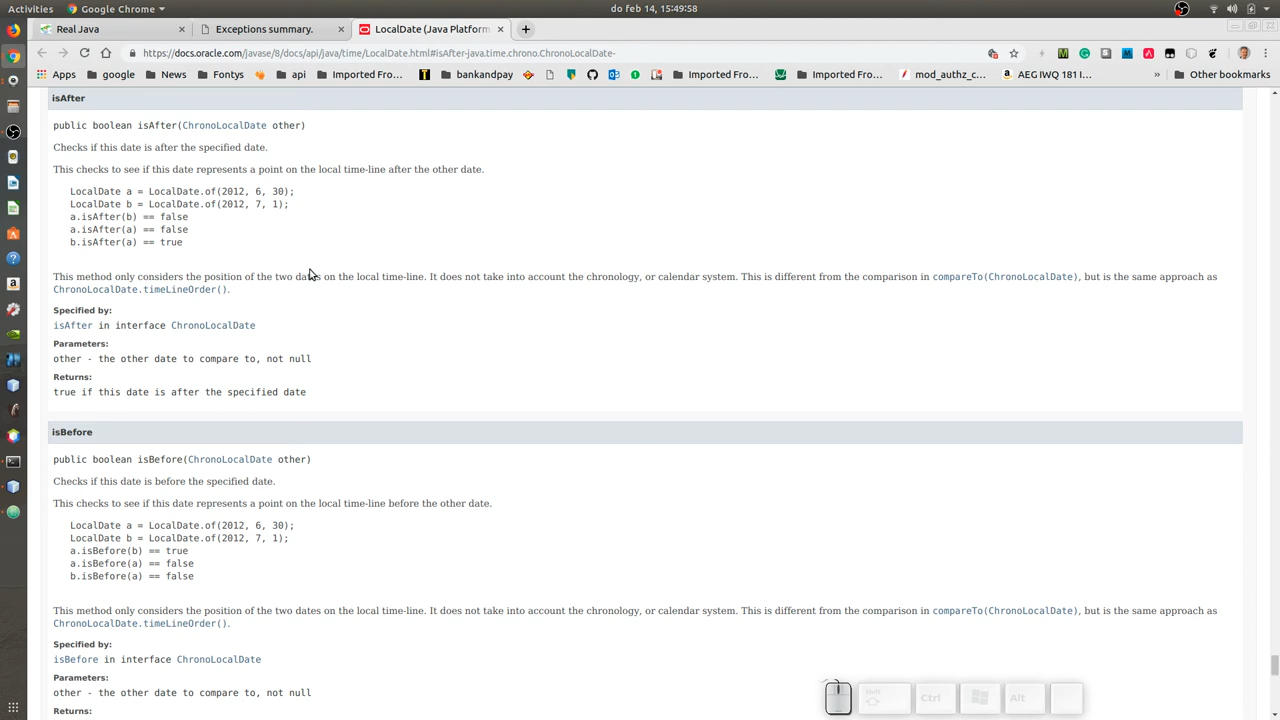 Activities
Google Chrome
do feb 14, 15:49:58
Real Java
Exceptions summary.
LocalDate (Java Platform
https://docs.oracle.com/javase/8/docs/api/java/time/LocalDate.html#isAfter-java.time.chrono.ChronoLocalDate-
Apps
google
News
Fontys
api
Imported Fro...
bankandpay
Imported Fro...
Imported Fro...
mod_authz_c...
AEG IWQ 181 I...
»
Other bookmarks
isAfter
public boolean isAfter(ChronoLocalDate other)
Checks if this date is after the specified date.
This checks to see if this date represents a point on the local time-line after the other date.
LocalDate a = LocalDate.of(2012, 6, 30);
LocalDate b = LocalDate.of(2012, 7, 1);
a.isAfter(b) == false
a.isAfter(a) == false
b.isAfter(a) == true
This method only considers the position of the two dates on the local time-line. It does not take into account the chronology, or calendar system. This is different from the comparison in compareTo(ChronoLocalDate), but is the same approach as
ChronoLocalDate.timeLineOrder().
Specified by:
isAfter in interface ChronoLocalDate
Parameters:
other - the other date to compare to, not null
Returns:
true if this date is after the specified date
isBefore
public boolean isBefore(ChronoLocalDate other)
Checks if this date is before the specified date.
This checks to see if this date represents a point on the local time-line before the other date.
LocalDate a = LocalDate.of(2012, 6, 30);
LocalDate b = LocalDate.of(2012, 7, 1);
a.isBefore(b) == true
a.isBefore(a) == false
b.isBefore(a) == false
This method only considers the position of the two dates on the local time-line. It does not take into account the chronology, or calendar system. This is different from the comparison in compareTo(ChronoLocalDate), but is the same approach as
ChronoLocalDate.timeLineOrder().
Specified by:
isBefore in interface ChronoLocalDate
Parameters:
other - the other date to compare to, not null
Returns:
Shift
Ctrl
Alt